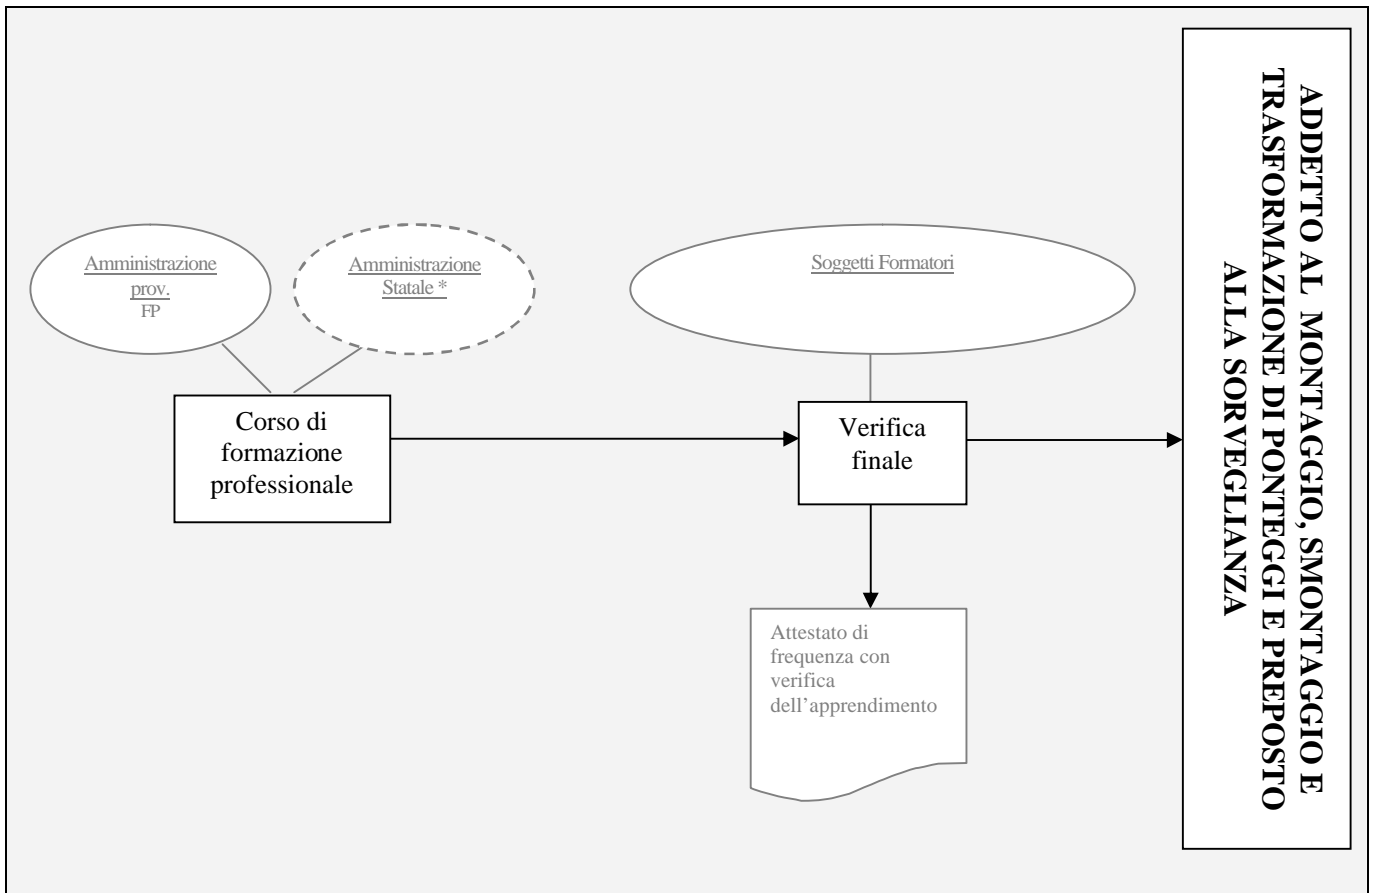 Amministrazione
prov.
FP
Amministrazione
Statale *
Soggetti Formatori
Corso di
formazione
professionale
Verifica
finale
Attestato di
frequenza con
verifica
dell’apprendimento
ADDETTO AL MONTAGGIO, SMONTAGGIO E
TRASFORMAZIONE DI PONTEGGI E PREPOSTO
ALLA SORVEGLIANZA